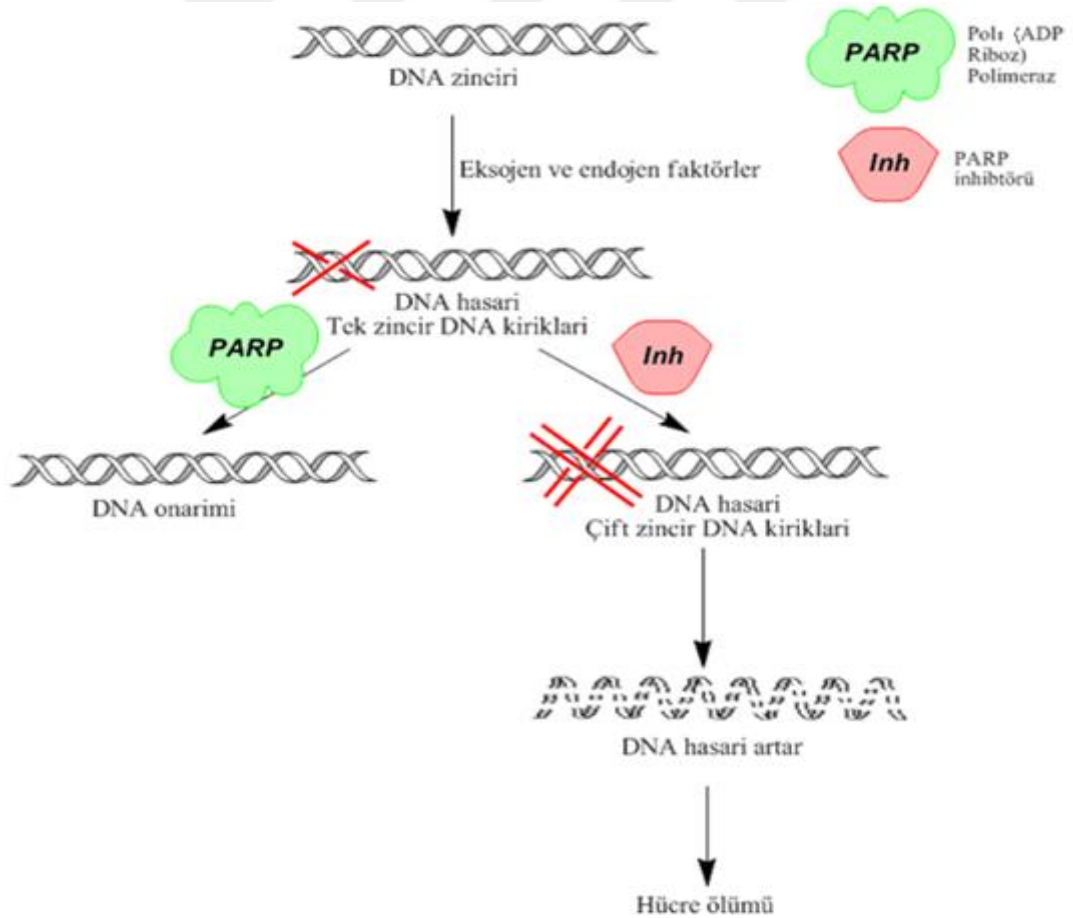 DNA zinciri
PARP
Polı (ADP
Riboz)
Polimeraz
Inh
PARP
inhibtörü
Eksojen ve endojen faktörler
DNA hasari
Tek zincir DNA kiriklari
PARP
Inh
DNA onarimi
DNA hasari
Çift zincir DNA kiriklari
DNA hasari artar
Hücre ölümü